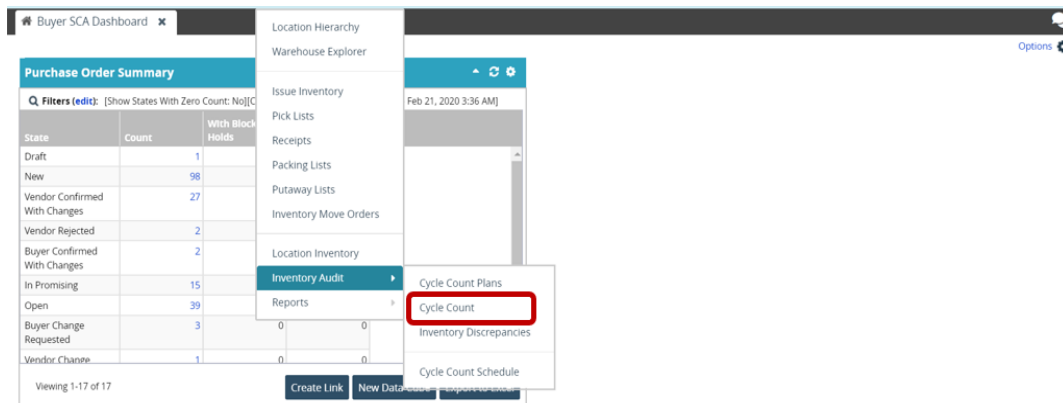 Buyer SCA Dashboard
Options
Purchase Order Summary
Filters (edit): [Show States With Zero Count: No]
Feb 21, 2020 3:36 AM]
State Count With Block Holds
Draft 1
New 98
Vendor Confirmed 27
With Changes
Vendor Rejected 2
Buyer Confirmed 2
With Changes
In Promising 15
Open 39
Buyer Change 3 0 0
Requested
Vendor Change 1 0 0
Viewing 1-17 of 17
Create Link New Data
Location Hierarchy
Warehouse Explorer
Issue Inventory
Pick Lists
Receipts
Packing Lists
Putaway Lists
Inventory Move Orders
Location Inventory
Inventory Audit
Reports
Cycle Count Plans
Cycle Count
Inventory Discrepancies
Cycle Count Schedule